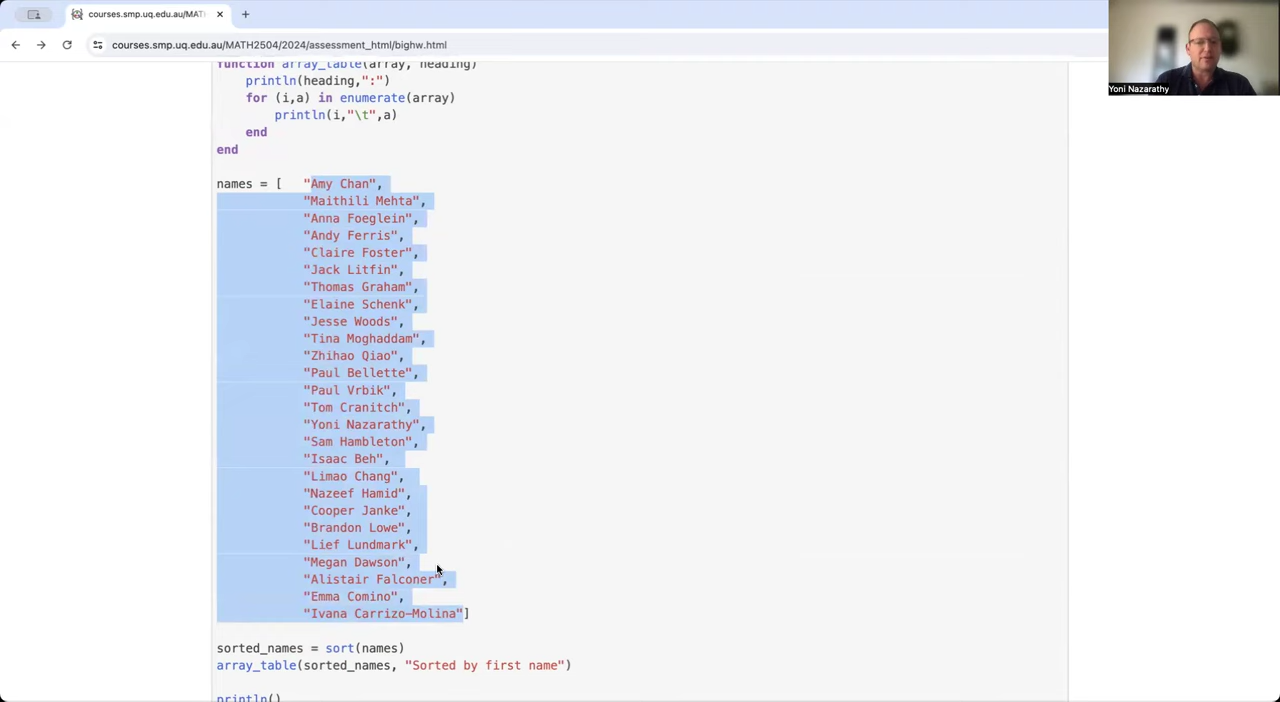 courses.smp.uq.edu.au/MAT
courses.smp.uq.edu.au/MATH2504/2024/assessment_html/bighw.html
Yoni Nazarathy
function array_table(array, heading)
    println(heading,":")
    for (i,a) in enumerate(array)
        println(i,"\t",a)
    end
end
names = [   "Amy Chan",
            "Maithili Mehta",
            "Anna Foeglein",
            "Andy Ferris",
            "Claire Foster",
            "Jack Litfin",
            "Thomas Graham",
            "Elaine Schenk",
            "Jesse Woods",
            "Tina Moghaddam",
            "Zhihao Qiao",
            "Paul Bellette",
            "Paul Vrbik",
            "Tom Cranitch",
            "Yoni Nazarathy",
            "Sam Hambleton",
            "Isaac Beh",
            "Limao Chang",
            "Nazeef Hamid",
            "Cooper Janke",
            "Brandon Lowe",
            "Lief Lundmark",
            "Megan Dawson",
            "Alistair Falconer",
            "Emma Comino",
            "Ivana Carrizo-Molina"]
sorted_names = sort(names)
array_table(sorted_names, "Sorted by first name")
println()